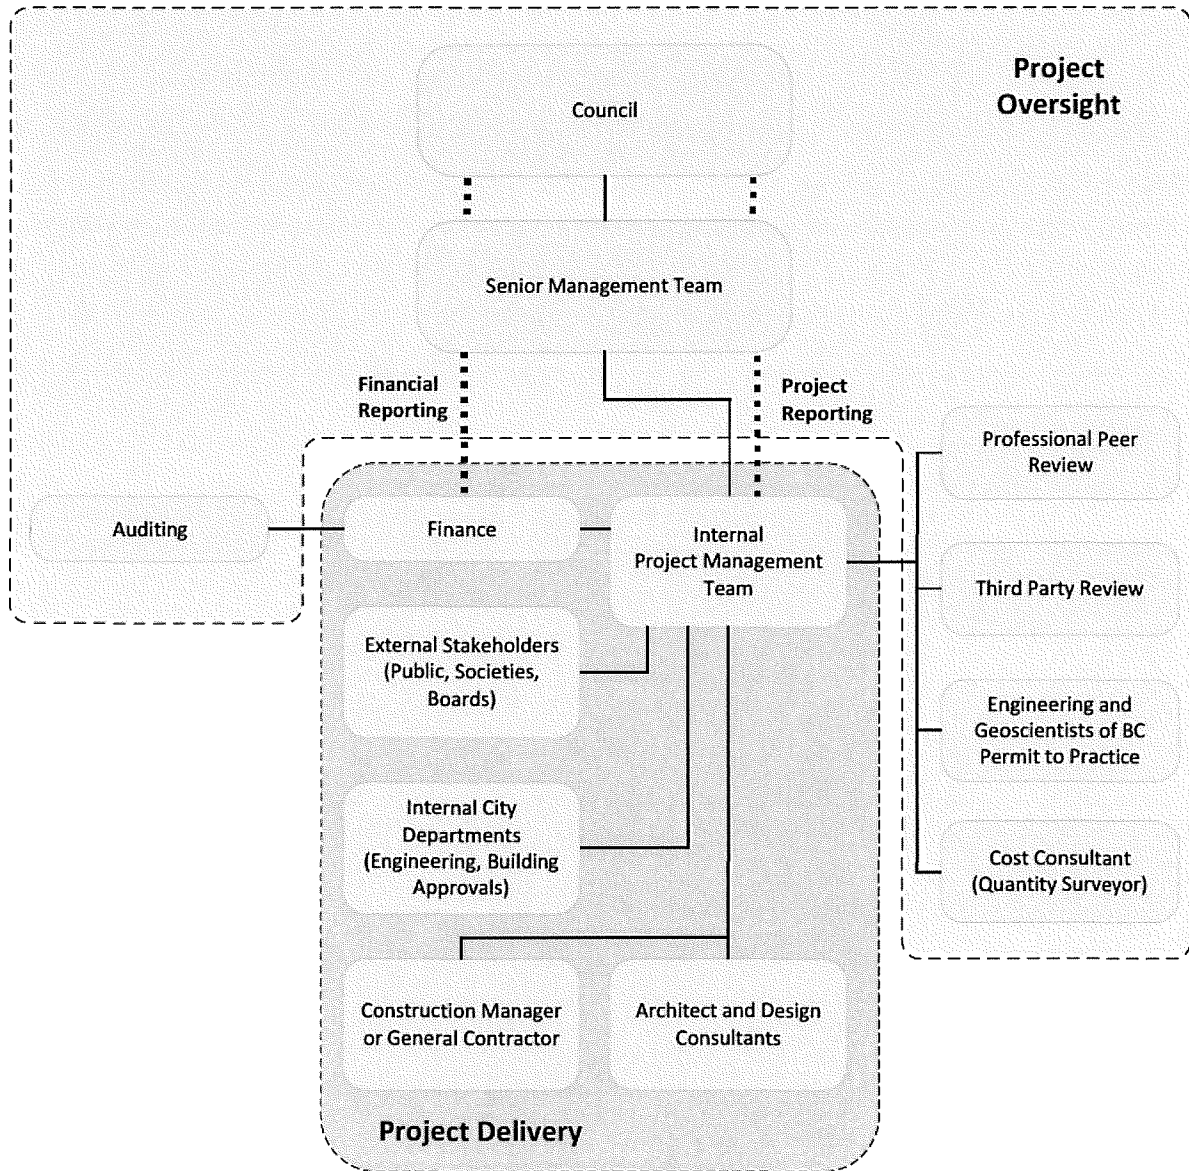 Project
Oversight
Council
Senior Management Team
Financial
Reporting
Project
Reporting
Professional Peer
Review
Auditing
Finance
Internal
Project Management
Team
Third Party Review
External Stakeholders
(Public, Societies,
Boards)
Engineering and
Geoscientists of BC
Permit to Practice
Internal City
Departments
(Engineering, Building
Approvals)
Cost Consultant
(Quantity Surveyor)
Construction Manager
or General Contractor
Architect and Design
Consultants
Project Delivery